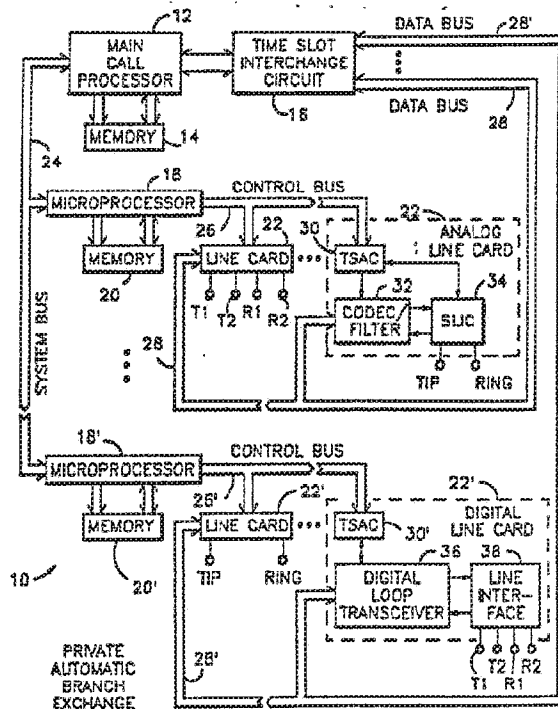 12
MAIN
CALL
PROCESSOR
TIME SLOT
INTERCHANGE
CIRCUIT
16
DATA BUS
28'
DATA BUS
28
MEMORY
14
24
18
MICROPROCESSOR
CONTROL BUS
26
22
30
22
ANALOG
LINE CARD
MEMORY
20
LINE CARD
TSAC
32
34
CODEC
FILTER
SLIC
T1
T2
R1
R2
TIP
RING
28
SYSTEM BUS
18'
MICROPROCESSOR
CONTROL BUS
26'
22'
22'
LINE CARD
TSAC
DIGITAL
LINE CARD
MEMORY
20'
30'
36
38
TIP
RING
DIGITAL
LOOP
TRANSCEIVER
LINE
INTER-
FACE
10
28'
T1
T2
R1
R2
PRIVATE
AUTOMATIC
BRANCH
EXCHANGE